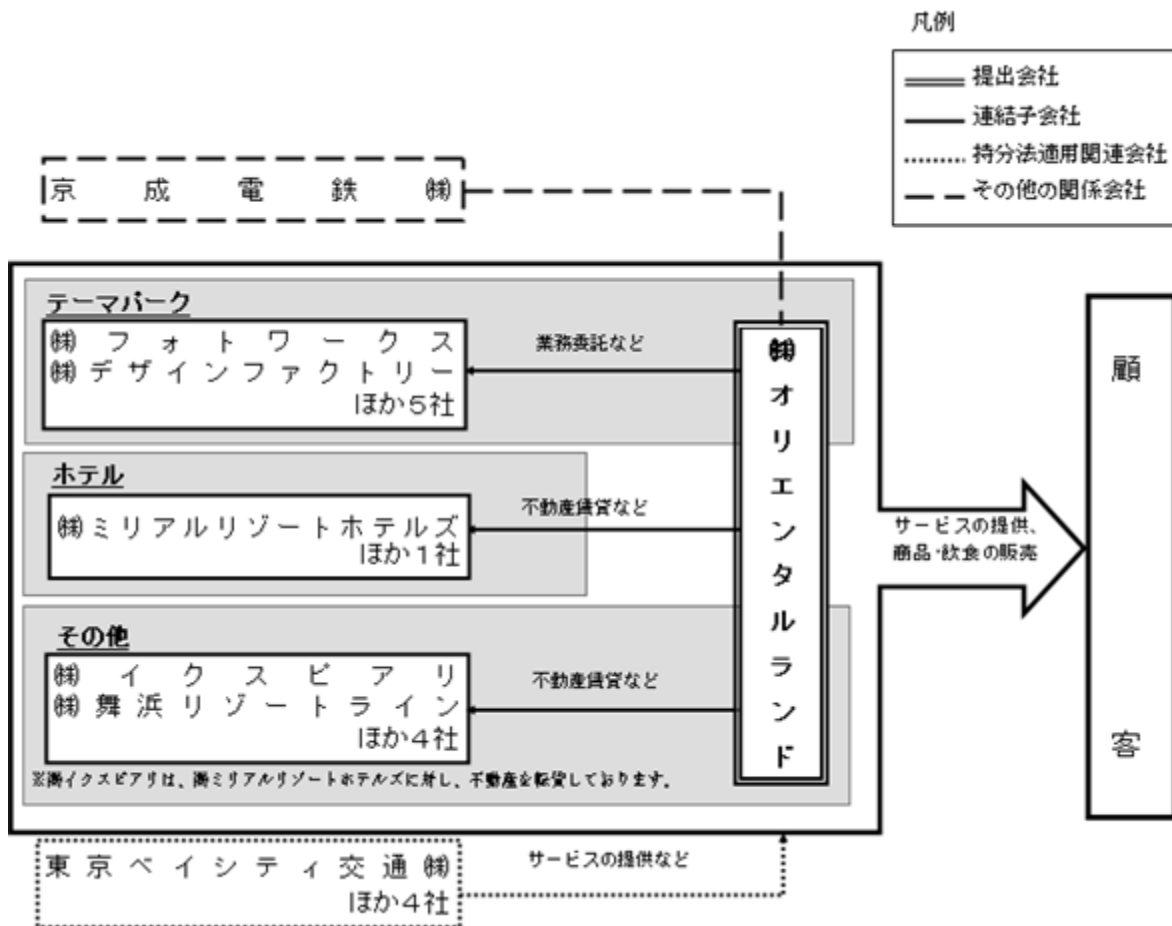 凡例
提出会社
連結子会社
持分法適用関連会社
その他の関係会社
京成電鉄㈱
テーマパーク
㈱フォトワークス
㈱デザインファクトリー
ほか5社
業務委託など
ホテル
㈱ミリアルリゾートホテルズ
ほか1社
不動産賃貸など
その他
㈱イクスピアリ
㈱舞浜リゾートライン
ほか4社
不動産賃貸など
※㈱イクスピアリは、㈱ミリアルリゾートホテルズに対し、不動産を転貸しております。
㈱オリエンタルランド
サービスの提供、
商品・飲食の販売
顧客
東京ベイシティ交通㈱
ほか4社
サービスの提供など